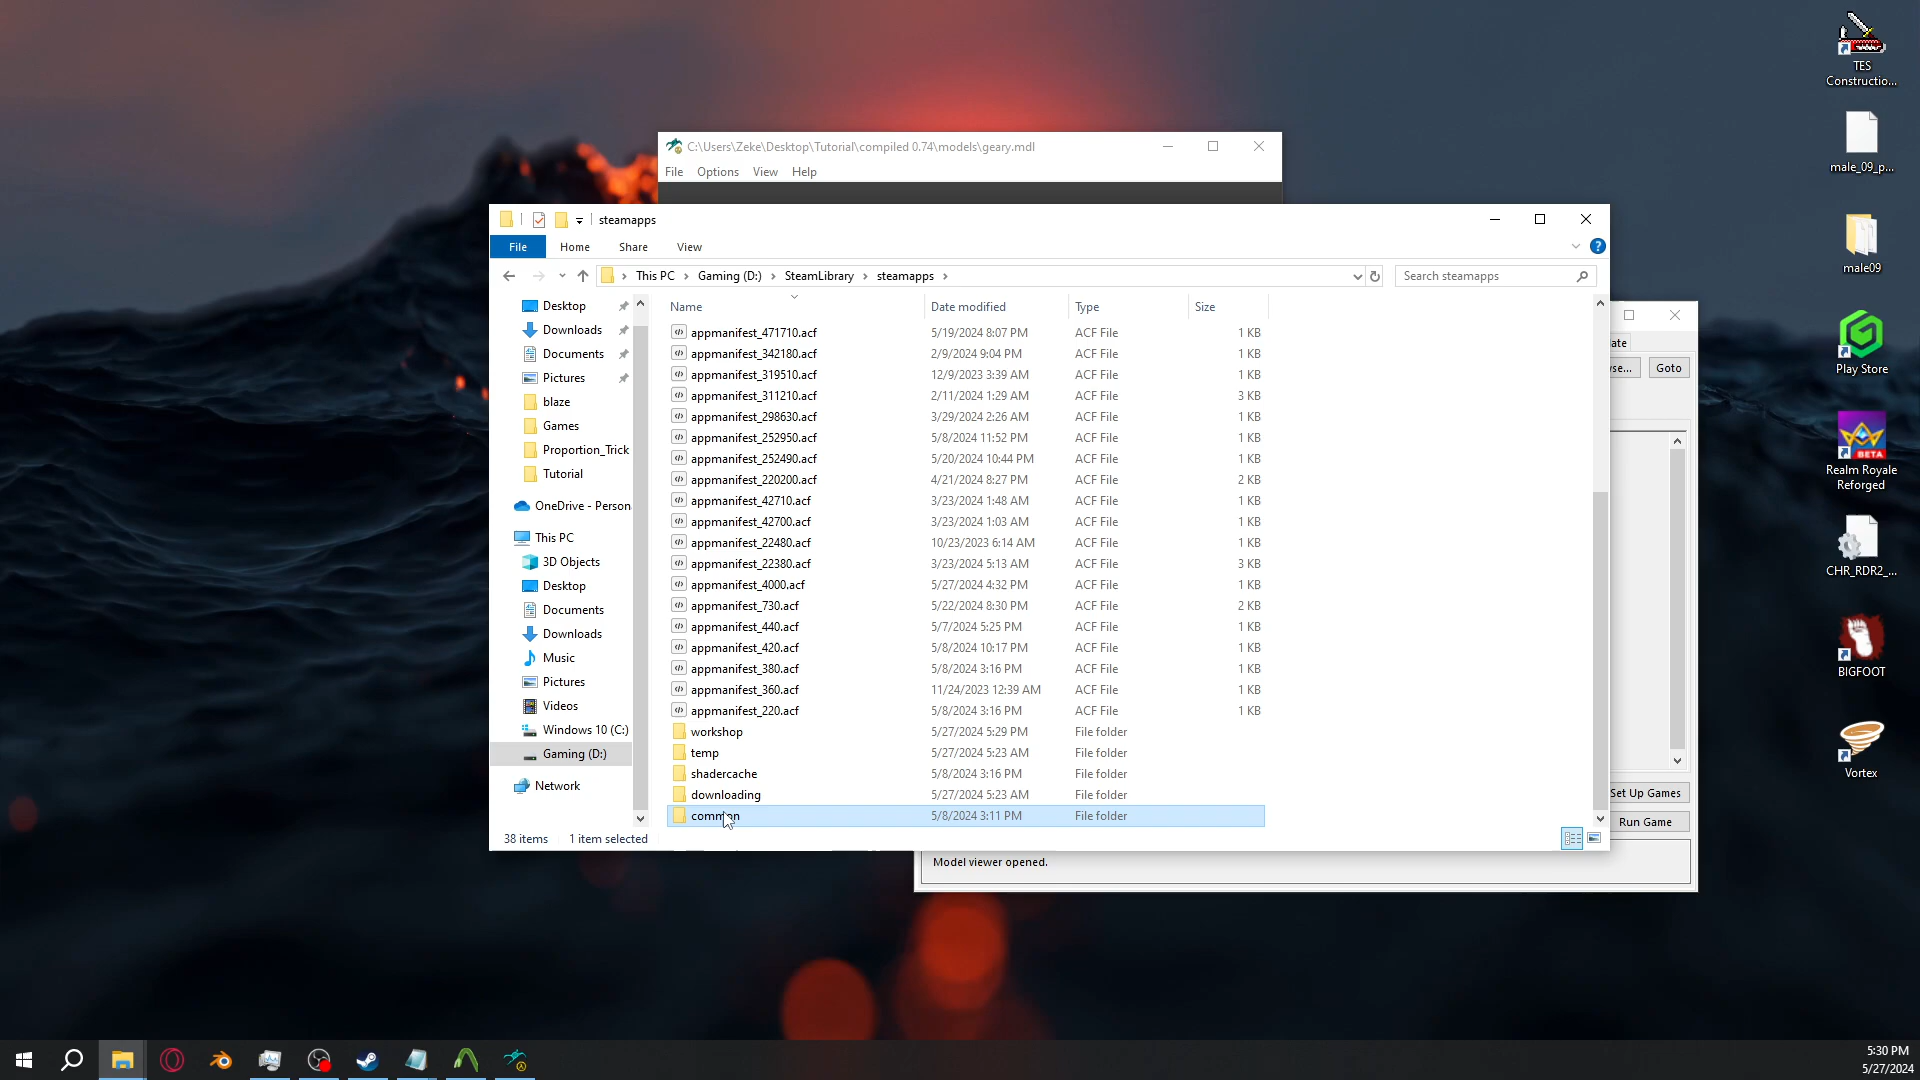 TES
Constructio...
male_09_p...
male09
Play Store
BETA
Realm Royale
Reforged
CHR_RDR2_...
BIGFOOT
Vortex
C:\Users\Zeke\Desktop\Tutorial\compiled 0.74\models\geary.mdl
File Options View Help
steamapps
File Home Share View
This PC Gaming (D:) SteamLibrary steamapps
Search steamapps
Desktop
Downloads
Documents
Pictures
blaze
Games
Proportion_Trick
Tutorial
OneDrive - Person
This PC
3D Objects
Desktop
Documents
Downloads
Music
Pictures
Videos
Windows 10 (C:)
Gaming (D:)
Network
Name Date modified Type Size
appmanifest_471710.acf 5/19/2024 8:07 PM ACF File 1 KB
appmanifest_342180.acf 2/9/2024 9:04 PM ACF File 1 KB
appmanifest_319510.acf 12/9/2023 3:39 AM ACF File 1 KB
appmanifest_311210.acf 2/11/2024 1:29 AM ACF File 3 KB
appmanifest_298630.acf 3/29/2024 2:26 AM ACF File 1 KB
appmanifest_252950.acf 5/8/2024 11:52 PM ACF File 1 KB
appmanifest_252490.acf 5/20/2024 10:44 PM ACF File 1 KB
appmanifest_220200.acf 4/21/2024 8:27 PM ACF File 2 KB
appmanifest_42710.acf 3/23/2024 1:48 AM ACF File 1 KB
appmanifest_42700.acf 3/23/2024 1:03 AM ACF File 1 KB
appmanifest_22480.acf 10/23/2023 6:14 AM ACF File 1 KB
appmanifest_22380.acf 3/23/2024 5:13 AM ACF File 3 KB
appmanifest_4000.acf 5/27/2024 4:32 PM ACF File 1 KB
appmanifest_730.acf 5/22/2024 8:30 PM ACF File 2 KB
appmanifest_440.acf 5/7/2024 5:25 PM ACF File 1 KB
appmanifest_420.acf 5/8/2024 10:17 PM ACF File 1 KB
appmanifest_380.acf 5/8/2024 3:16 PM ACF File 1 KB
appmanifest_360.acf 11/24/2023 12:39 AM ACF File 1 KB
appmanifest_220.acf 5/8/2024 3:16 PM ACF File 1 KB
workshop 5/27/2024 5:29 PM File folder
temp 5/27/2024 5:23 AM File folder
shadercache 5/8/2024 3:16 PM File folder
downloading 5/27/2024 5:23 AM File folder
common 5/8/2024 3:11 PM File folder
38 items 1 item selected
ate
se... Goto
Set Up Games
Run Game
Model viewer opened.
5:30 PM
5/27/2024